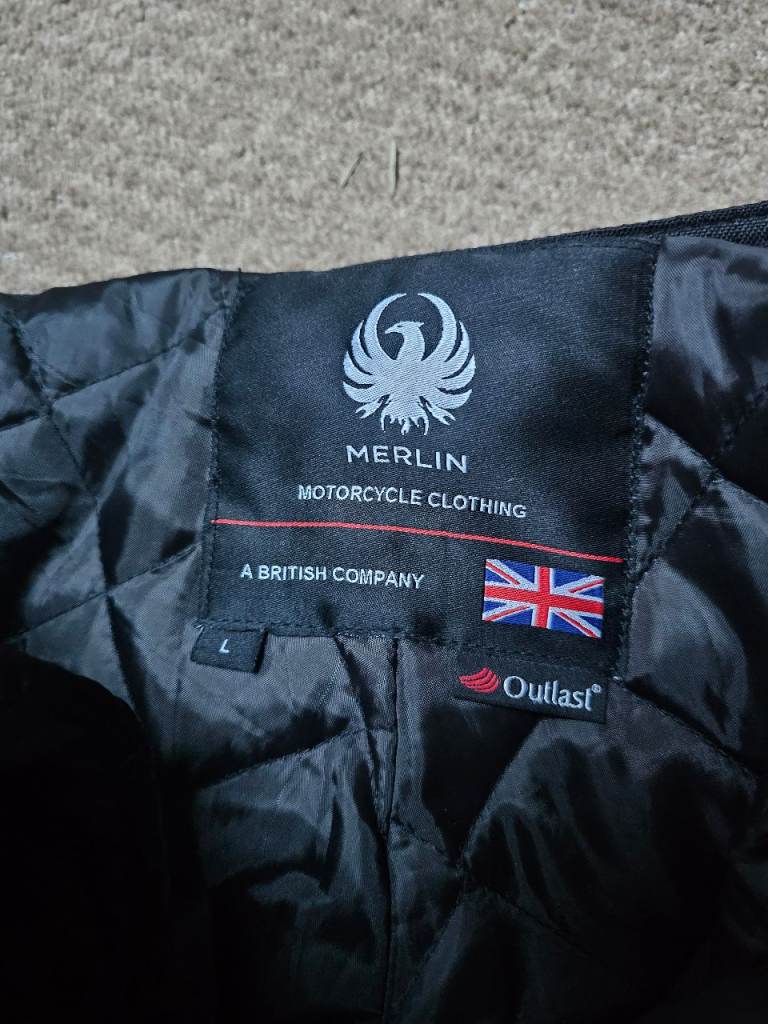 MERLIN
MOTORCYCLE CLOTHING
A BRITISH COMPANY
L
Outlast®